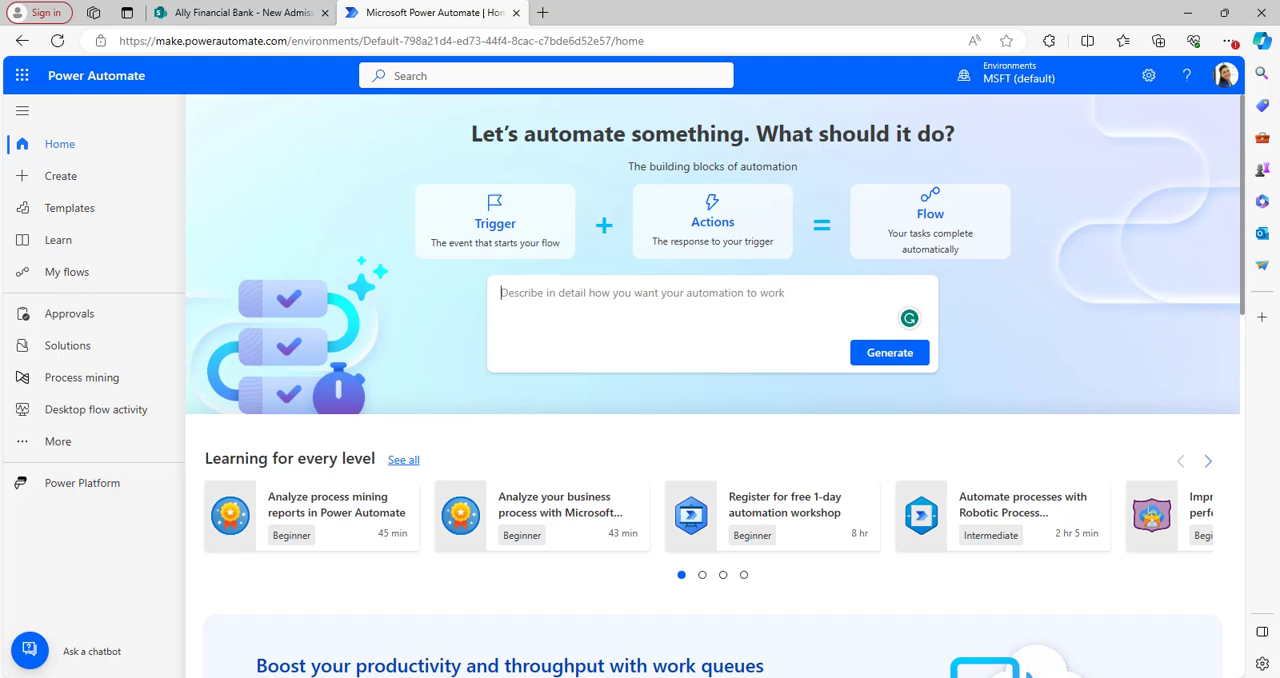 Sign in
Ally Financial Bank - New Admis
Microsoft Power Automate | Hom
https://make.powerautomate.com/environments/Default-798a21d4-ed73-44f4-8cac-c7bde6d52e57/home
Power Automate
Search
Environments
MSFT (default)
Home
Create
Templates
Learn
My flows
Approvals
Solutions
Process mining
Desktop flow activity
More
Power Platform
Ask a chatbot
Let's automate something. What should it do?
The building blocks of automation
Trigger
The event that starts your flow
+
Actions
The response to your trigger
=
Flow
Your tasks complete
automatically
Describe in detail how you want your automation to work
Generate
Learning for every level
See all
Analyze process mining
reports in Power Automate
Beginner
45 min
Analyze your business
process with Microsoft...
Beginner
43 min
Register for free 1-day
automation workshop
Beginner
8 hr
Automate processes with
Robotic Process...
Intermediate
2 hr 5 min
Impr
perfo
Begi
Boost your productivity and throughput with work queues